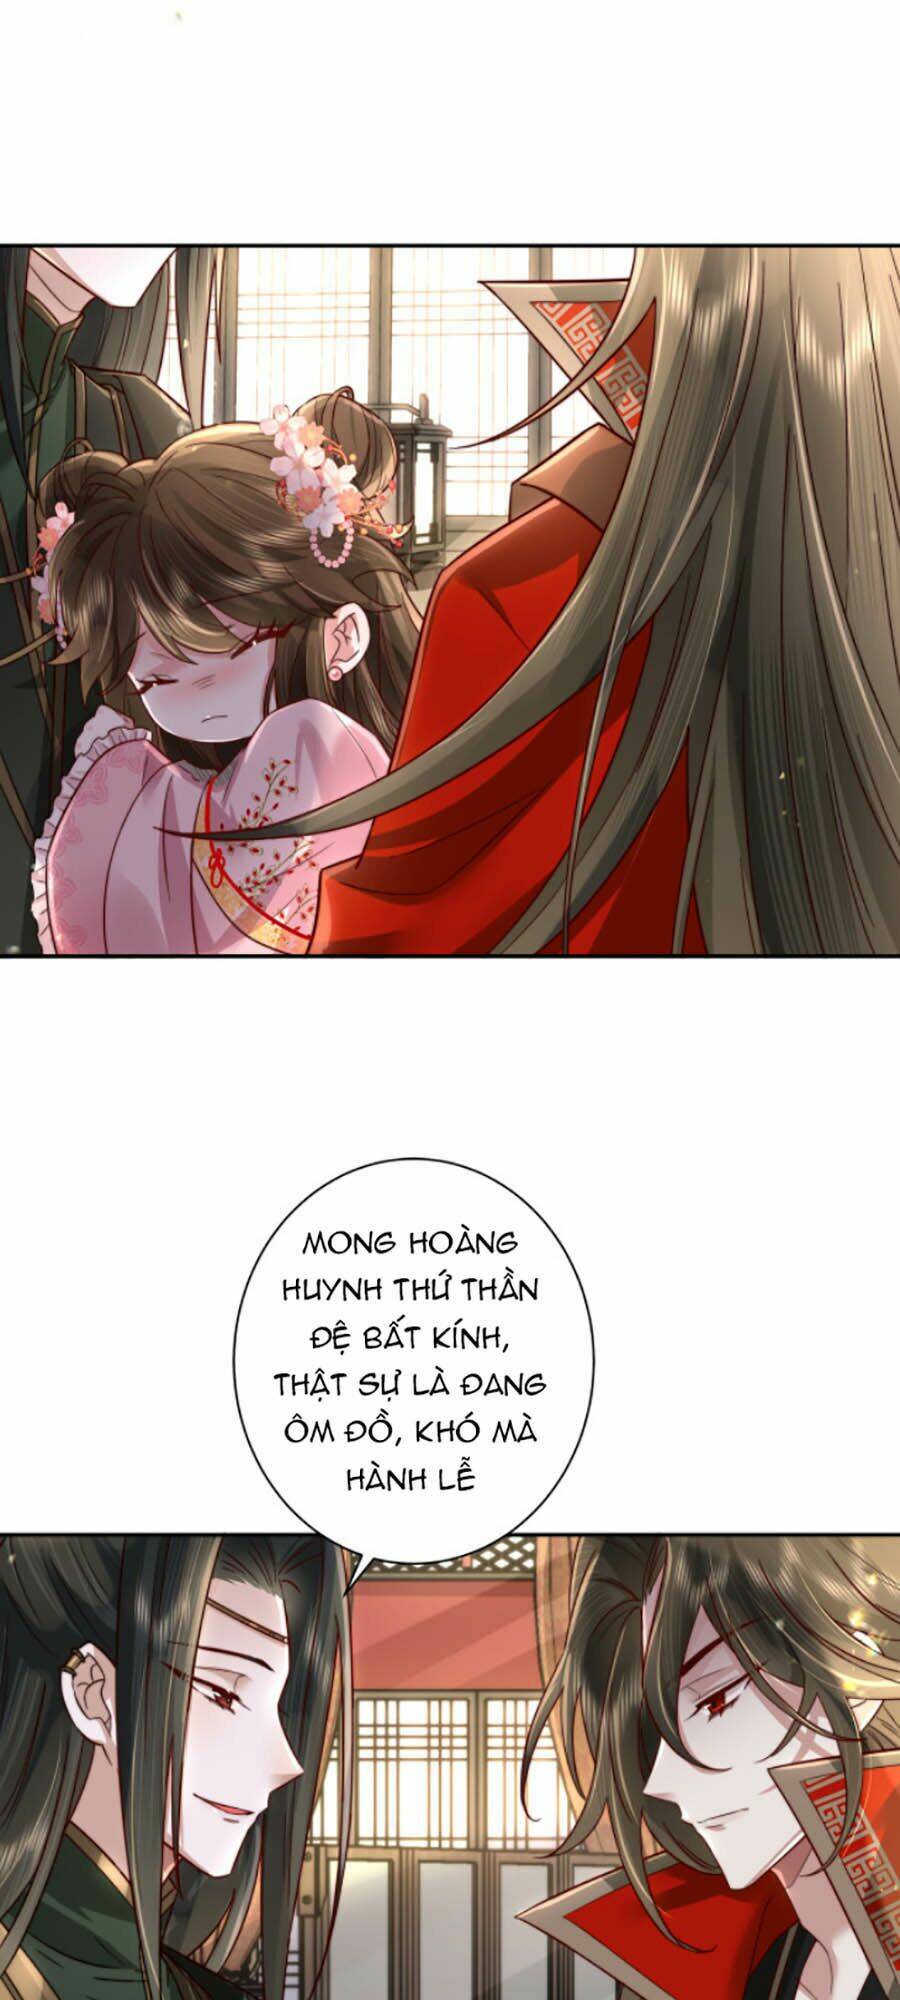 MONG HOÀNG
HUYNH THỨ THẦN
ĐỆ BẤT KÍNH,
THẬT SỰ LÀ ĐANG
ÔM ĐỒ, KHÓ MÀ
HÀNH LỄ